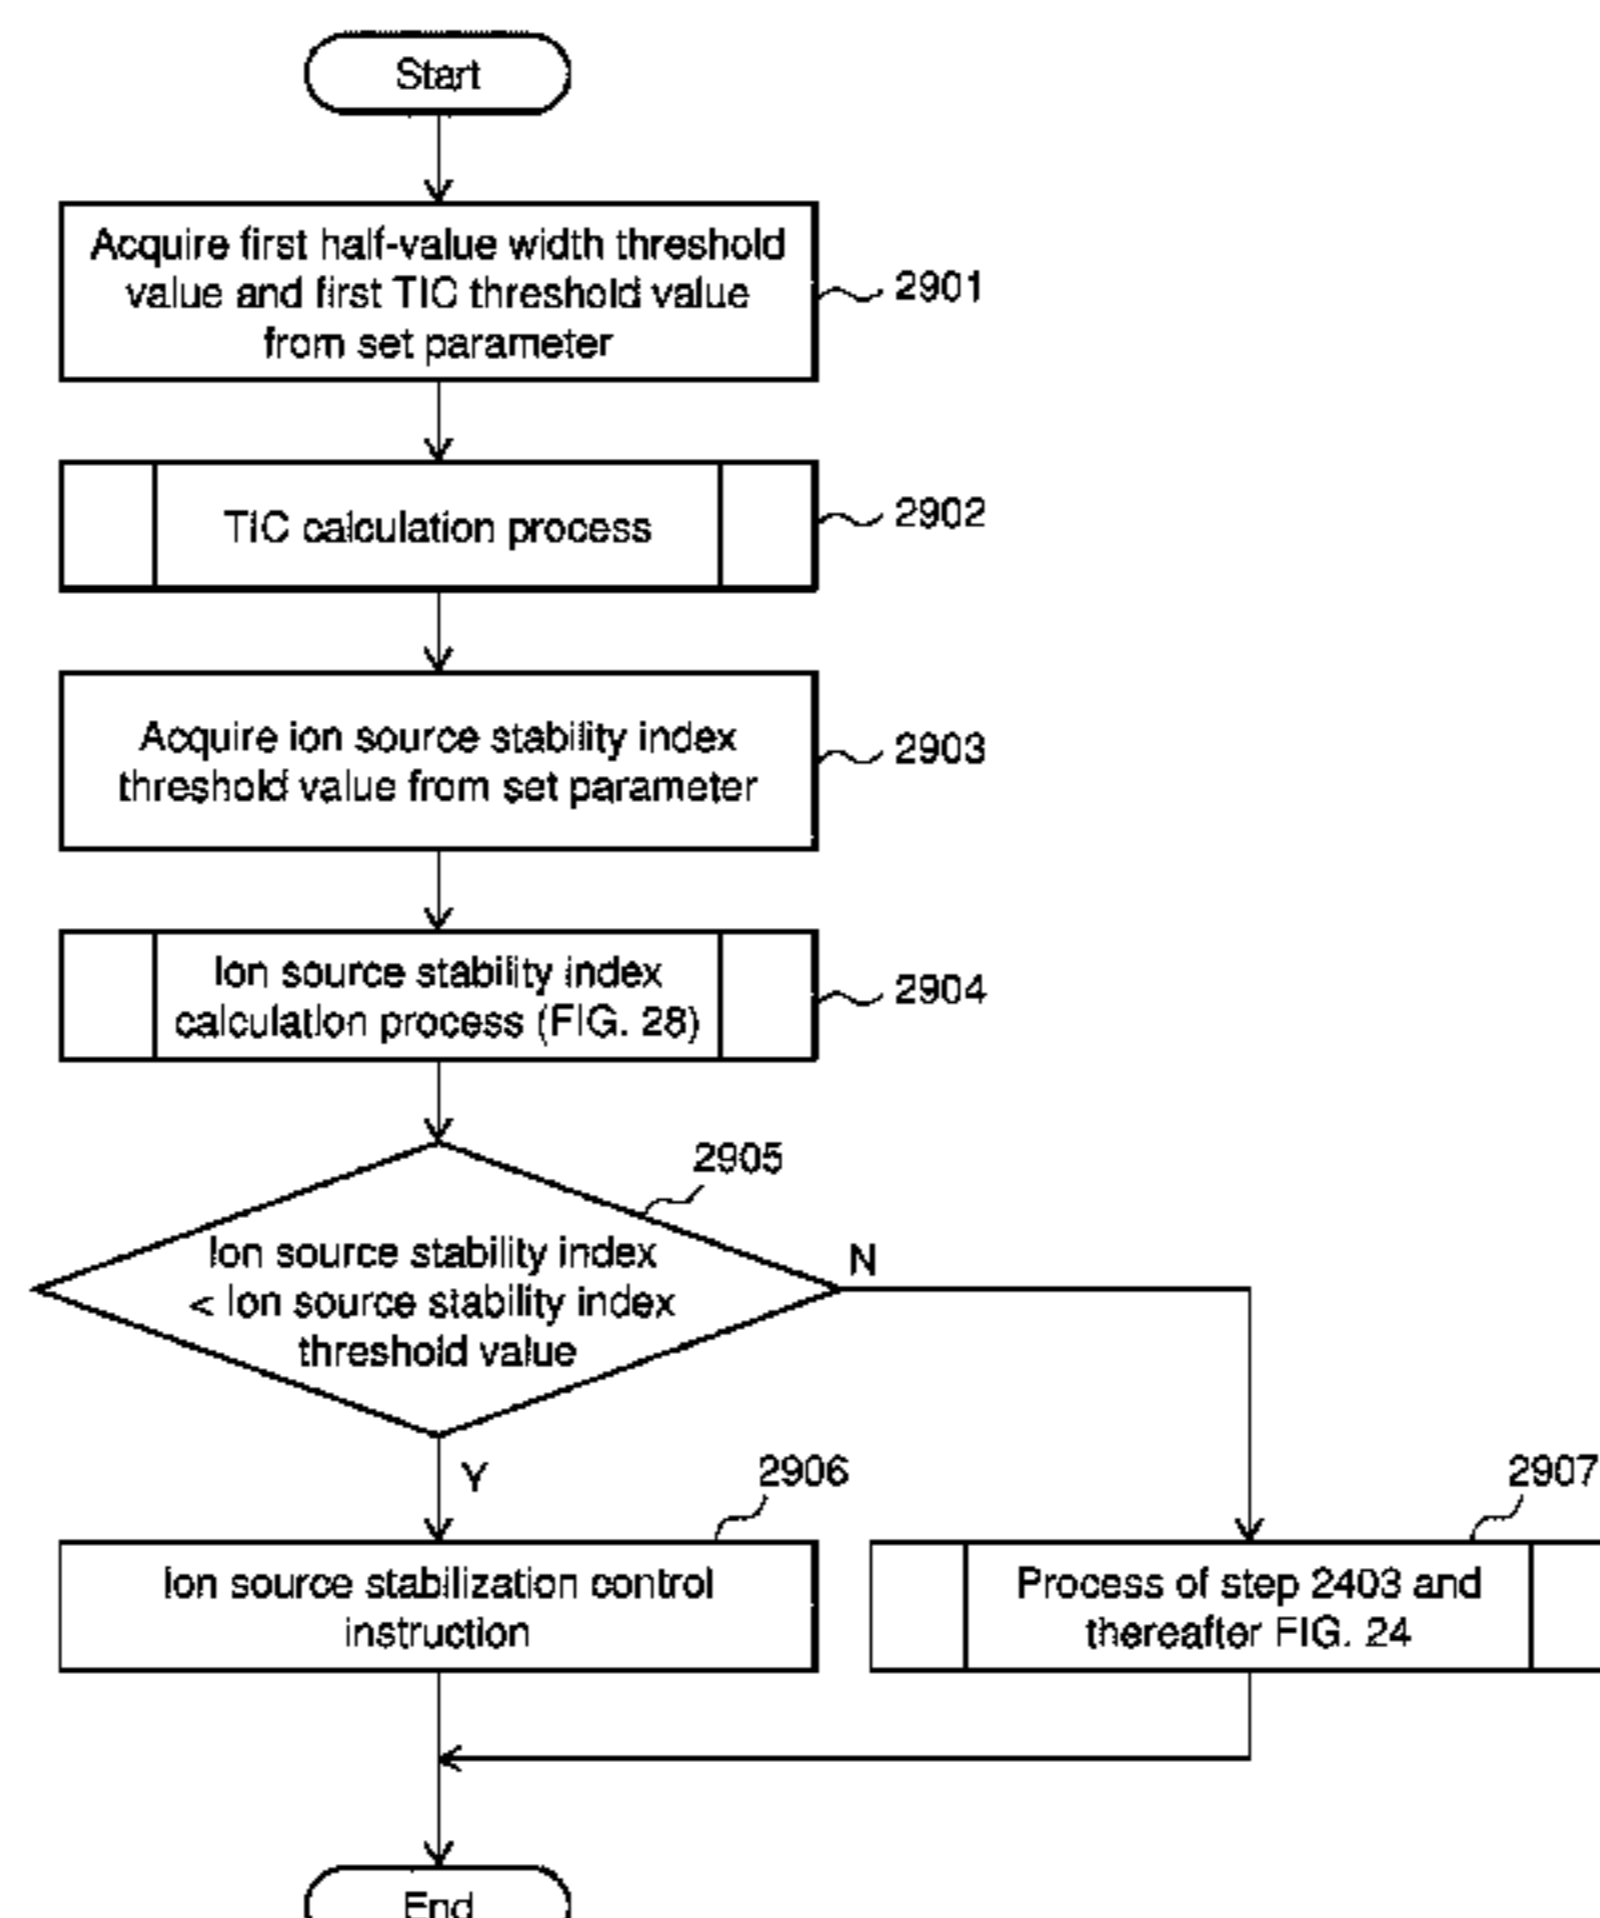 Start
Acquire first half-value width threshold
value and first TIC threshold value
from set parameter
2901
TIC calculation process
2902
Acquire ion source stability index
threshold value from set parameter
2903
Ion source stability index
calculation process (FIG. 28)
2904
2905
Ion source stability index
< Ion source stability index
threshold value
N
Y
2906
Ion source stabilization control
instruction
2907
Process of step 2403 and
thereafter FIG. 24
End